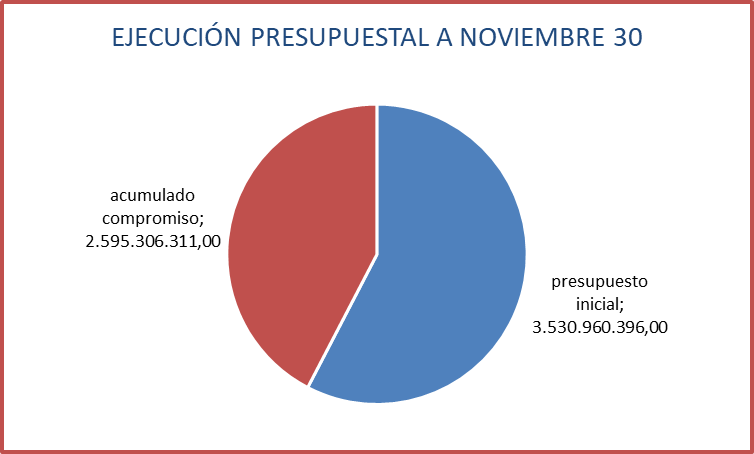 EJECUCIÓN PRESUPUESTAL A NOVIEMBRE 30
acumulado
compromiso;
2.595.306.311,00
presupuesto
inicial;
3.530.960.396,00